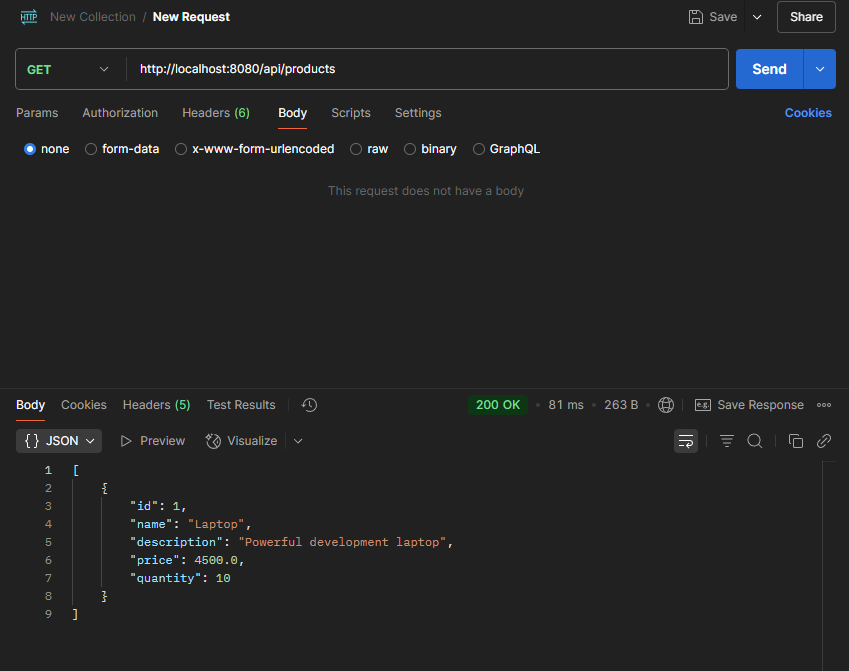 HTTP New Collection / New Request Save Share
GET http://localhost:8080/api/products Send
Params Authorization Headers (6) Body Scripts Settings Cookies
none form-data x-www-form-urlencoded raw binary GraphQL
This request does not have a body
Body Cookies Headers (5) Test Results 200 OK • 81 ms • 263 B • e.g. Save Response
{} JSON Preview Visualize
1 [
2 {
3 "id": 1,
4 "name": "Laptop",
5 "description": "Powerful development laptop",
6 "price": 4500.0,
7 "quantity": 10
8 }
9 ]